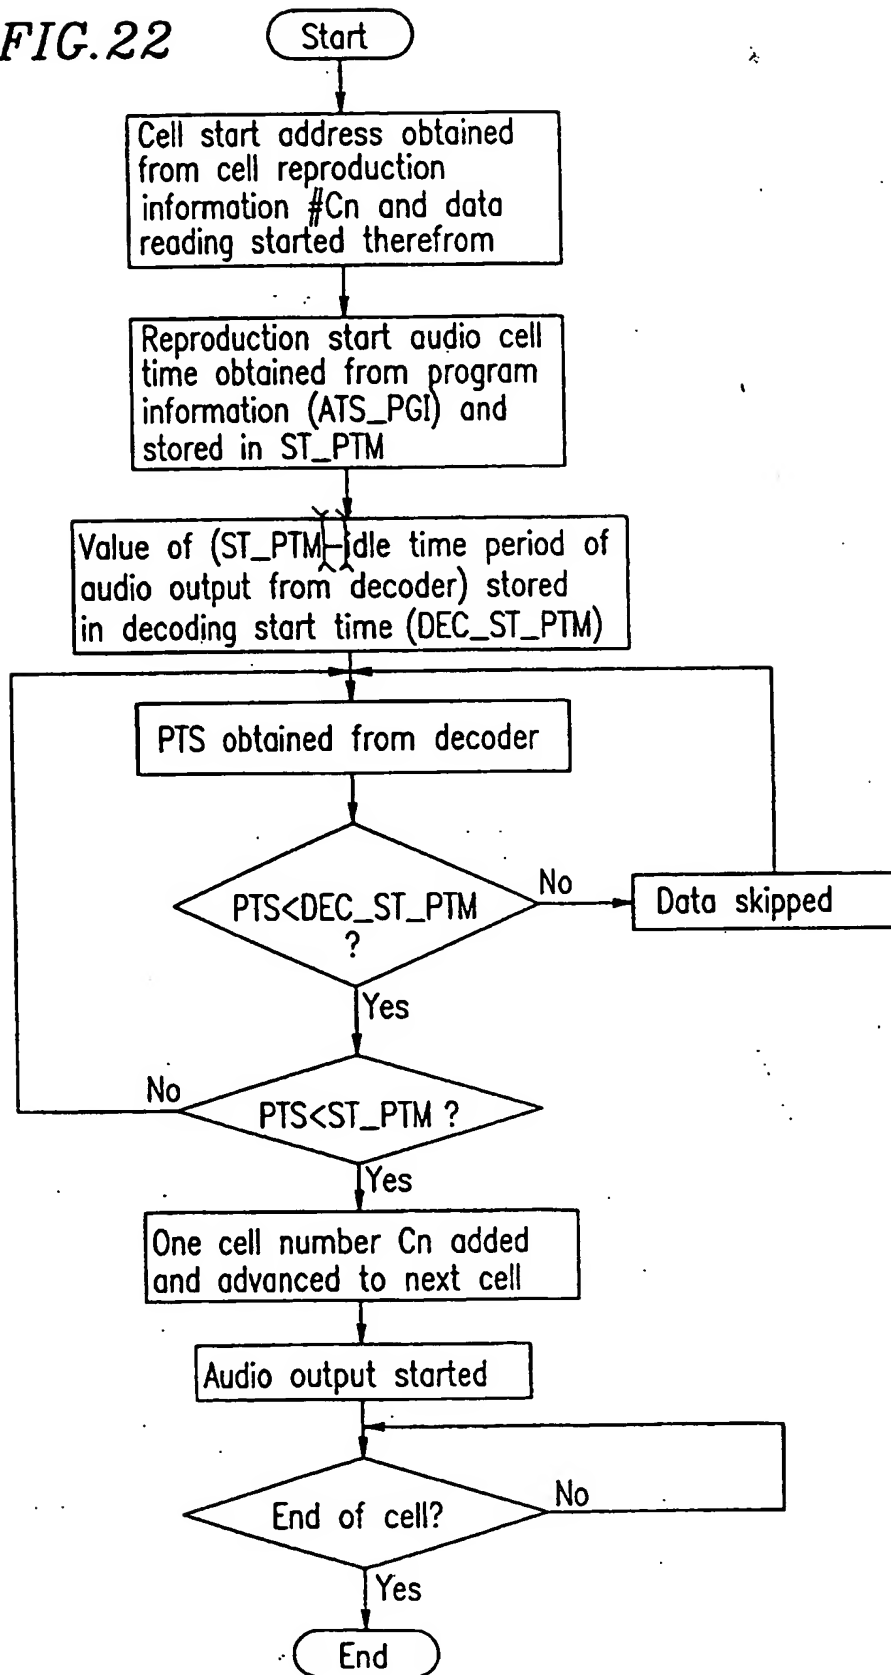 FIG.22
Start
Cell start address obtained
from cell reproduction
information #Cn and data
reading started therefrom
Reproduction start audio cell
time obtained from program
information (ATS_PGI) and
stored in ST_PTM
Value of (ST_PTM-idle time period of
audio output from decoder) stored
in decoding start time (DEC_ST_PTM)
PTS obtained from decoder
PTS<DEC_ST_PTM
?
No
Data skipped
Yes
No
PTS<ST_PTM ?
Yes
One cell number Cn added
and advanced to next cell
Audio output started
End of cell?
No
Yes
End